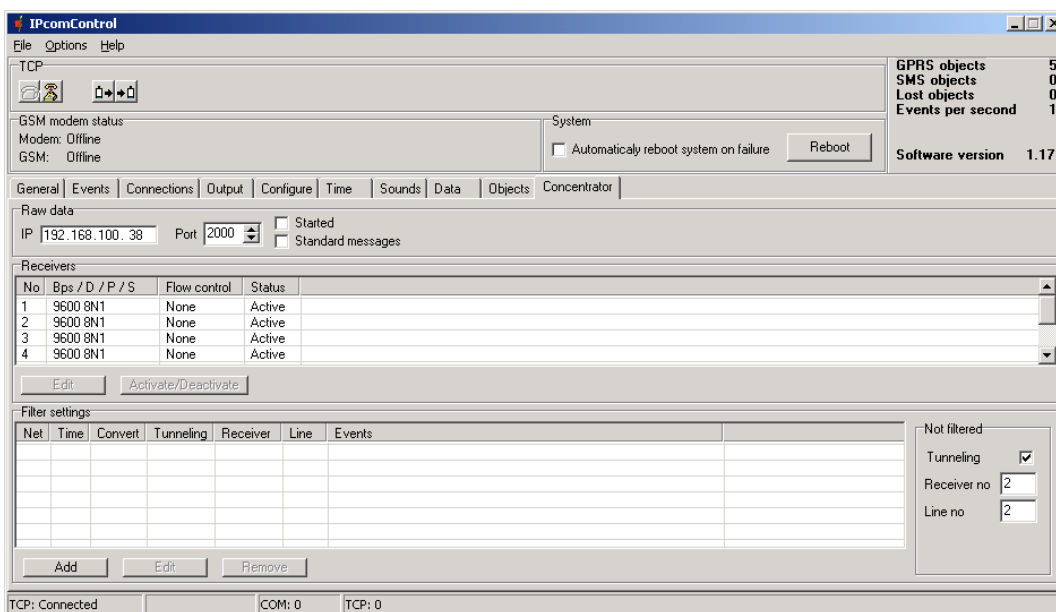 IPcomControl
File Options Help
TCP
GPRS objects 5
SMS objects 0
Lost objects 0
Events per second 1
GSM modem status
Modem: Offline
GSM: Offline
System
Automaticaly reboot system on failure
Reboot
Software version 1.17
General Events Connections Output Configure Time Sounds Data Objects Concentrator
Raw data
IP 192.168.100. 38 Port 2000
Started
Standard messages
Receivers
No Bps / D / P / S Flow control Status
1 9600 8N1 None Active
2 9600 8N1 None Active
3 9600 8N1 None Active
4 9600 8N1 None Active
Edit Activate/Deactivate
Filter settings
Net Time Convert Tunneling Receiver Line Events
Not filtered
Tunneling
Receiver no 2
Line no 2
Add Edit Remove
TCP: Connected COM: 0 TCP: 0